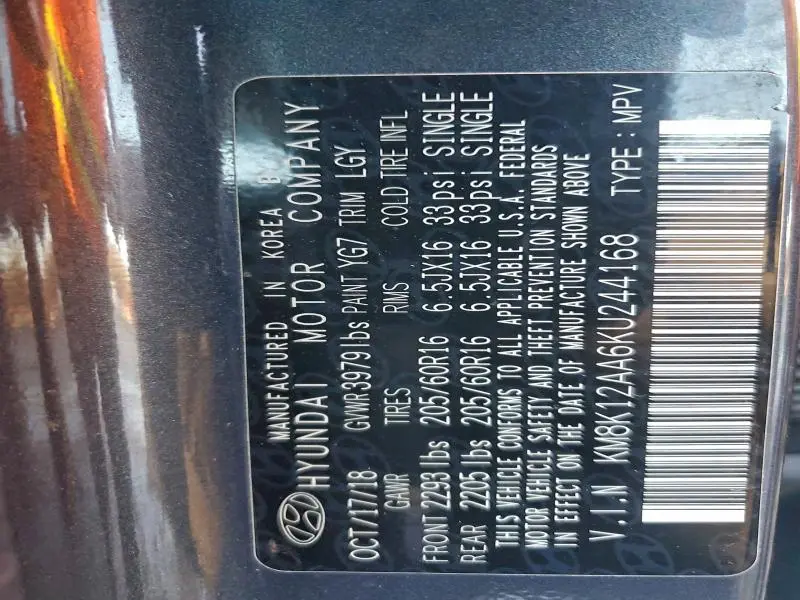 MANUFACTURED IN KOREA B
HYUNDAI MOTOR COMPANY
OCT/17/18 GVWR 3979 lbs PAINT YG7 TRIM LGY
GAWR TIRES RIMS COLD TIRE INFL
FRONT 2293 lbs 205/60R16 6.5JX16 33psi SINGLE
REAR 2205 lbs 205/60R16 6.5JX16 33psi SINGLE
THIS VEHICLE CONFORMS TO ALL APPLICABLE U.S.A. FEDERAL
MOTOR VEHICLE SAFETY AND THEFT PREVENTION STANDARDS
IN EFFECT ON THE DATE OF MANUFACTURE SHOWN ABOVE
V.I.N KM8K12AA6KU244168 TYPE : MPV